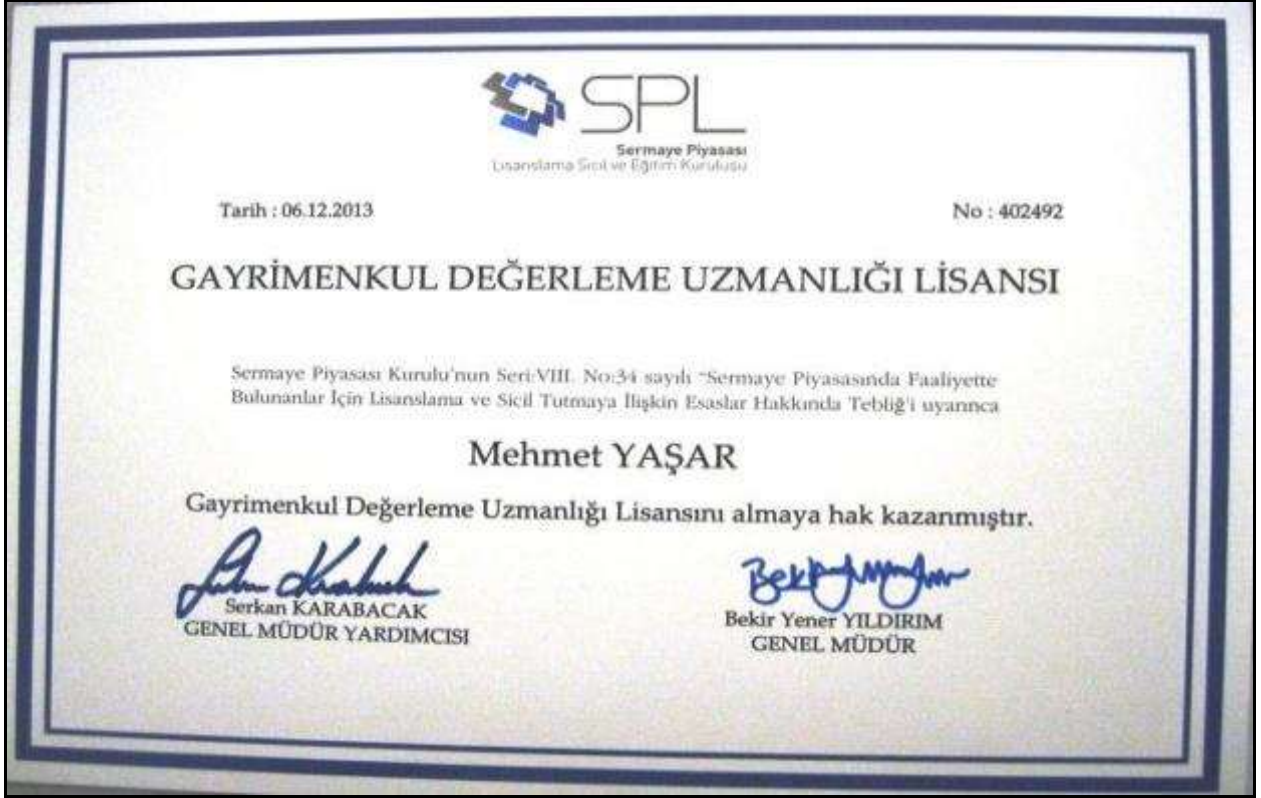 SPL
Sermaye Piyasası
Lisanslama Sicil ve Eğitim Kurulusu
Tarih : 06.12.2013
No : 402492
GAYRİMENKUL DEĞERLEME UZMANLIĞI LİSANSI
Sermaye Piyasası Kurulu'nun Seri:VIII. No:34 sayılı "Sermaye Piyasasında Faaliyette
Bulunanlar İçin Lisanslama ve Sicil Tutmaya İlişkin Esaslar Hakkında Tebliğ'i uyarınca
Mehmet YAŞAR
Gayrimenkul Değerleme Uzmanlığı Lisansını almaya hak kazanmıştır.
Serkan KARABACAK
GENEL MÜDÜR YARDIMCISI
Bekir Yener YILDIRIM
GENEL MÜDÜR